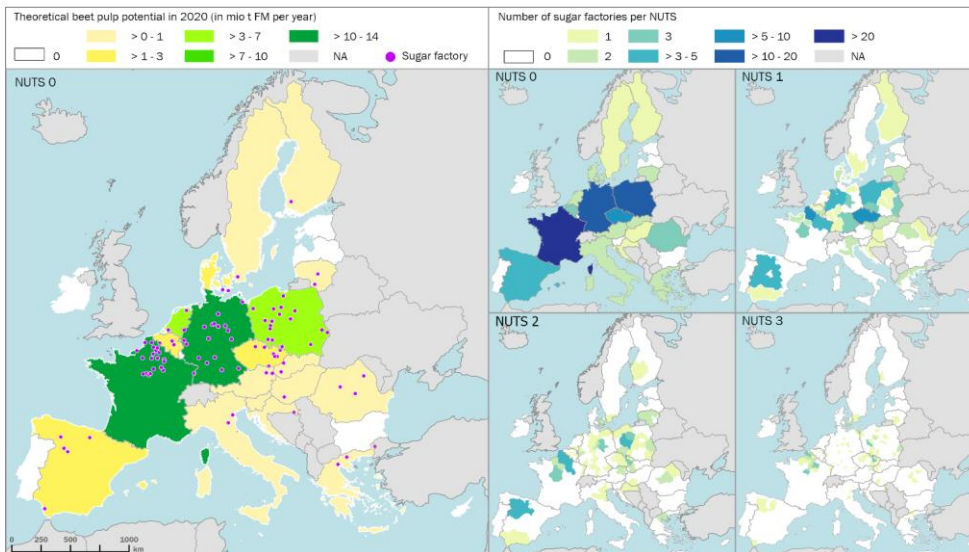 Theoretical beet pulp potential in 2020 (in mio t FM per year)
0
> 0 - 1
> 1 - 3
> 3 - 7
> 7 - 10
> 10 - 14
NA
Sugar factory
Number of sugar factories per NUTS
0
1
2
3
> 3 - 5
> 5 - 10
> 10 - 20
> 20
NA
NUTS 0
NUTS 0
NUTS 1
NUTS 2
NUTS 3
0 250 500 1000
km